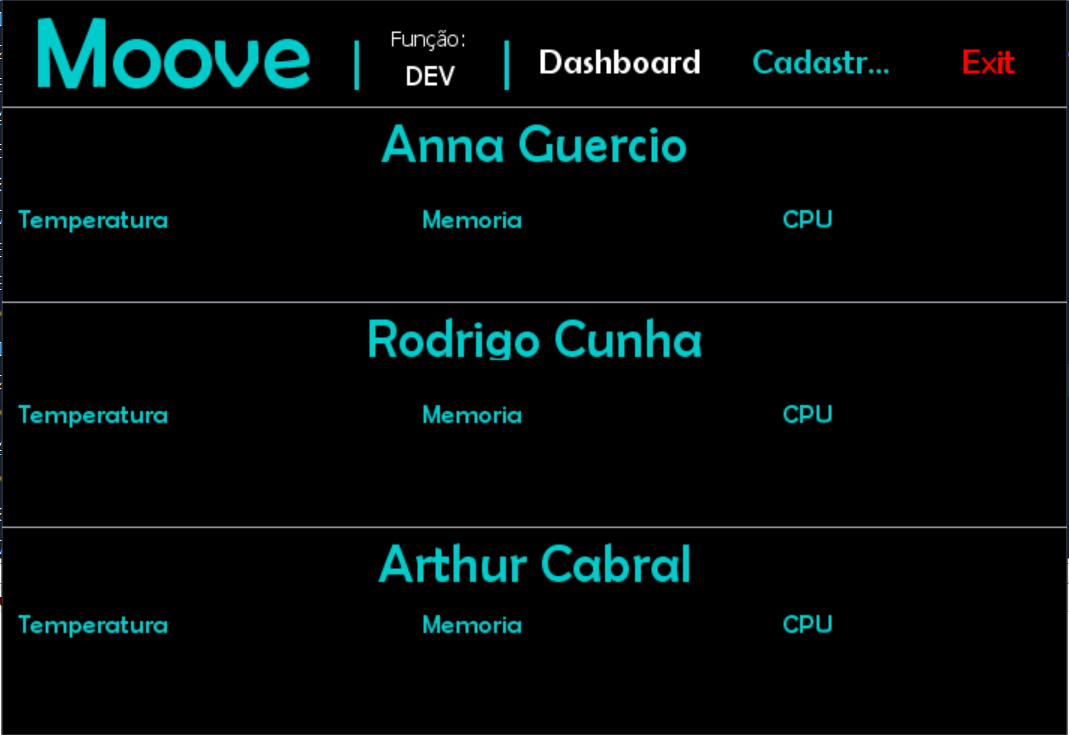 Moove
Função:
DEV
Dashboard
Cadastr...
Exit
Anna Guercio
Temperatura
Memoria
CPU
Rodrigo Cunha
Temperatura
Memoria
CPU
Arthur Cabral
Temperatura
Memoria
CPU